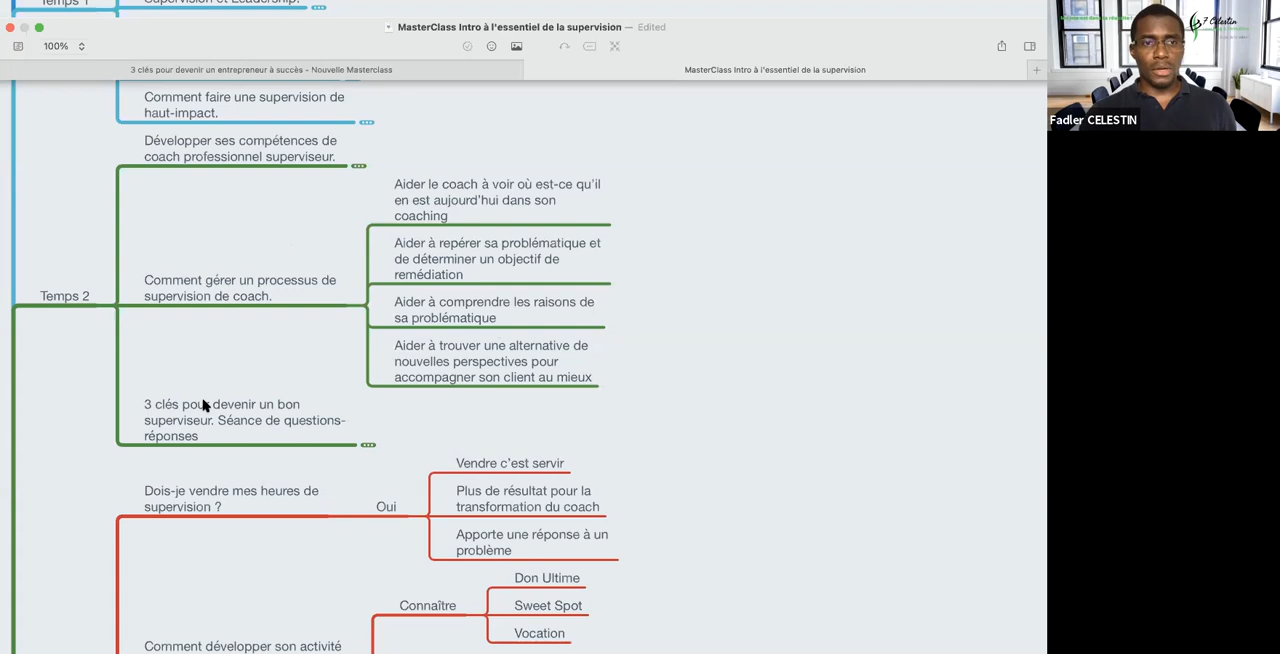 Temps 1
Supervision et Leadership.
MasterClass Intro à l'essentiel de la supervision — Edited
100%
3 clés pour devenir un entrepreneur à succès - Nouvelle Masterclass
MasterClass Intro à l'essentiel de la supervision
Comment faire une supervision de
haut-impact.
Développer ses compétences de
coach professionnel superviseur.
Aider le coach à voir où est-ce qu'il
en est aujourd'hui dans son
coaching
Aider à repérer sa problématique et
de déterminer un objectif de
remédiation
Comment gérer un processus de
supervision de coach.
Temps 2
Aider à comprendre les raisons de
sa problématique
Aider à trouver une alternative de
nouvelles perspectives pour
accompagner son client au mieux
3 clés pour devenir un bon
superviseur. Séance de questions-
réponses
Dois-je vendre mes heures de
supervision ?
Oui
Vendre c'est servir
Plus de résultat pour la
transformation du coach
Apporte une réponse à un
problème
Connaître
Don Ultime
Sweet Spot
Vocation
Comment développer son activité
Celestin
Fadler CELESTIN